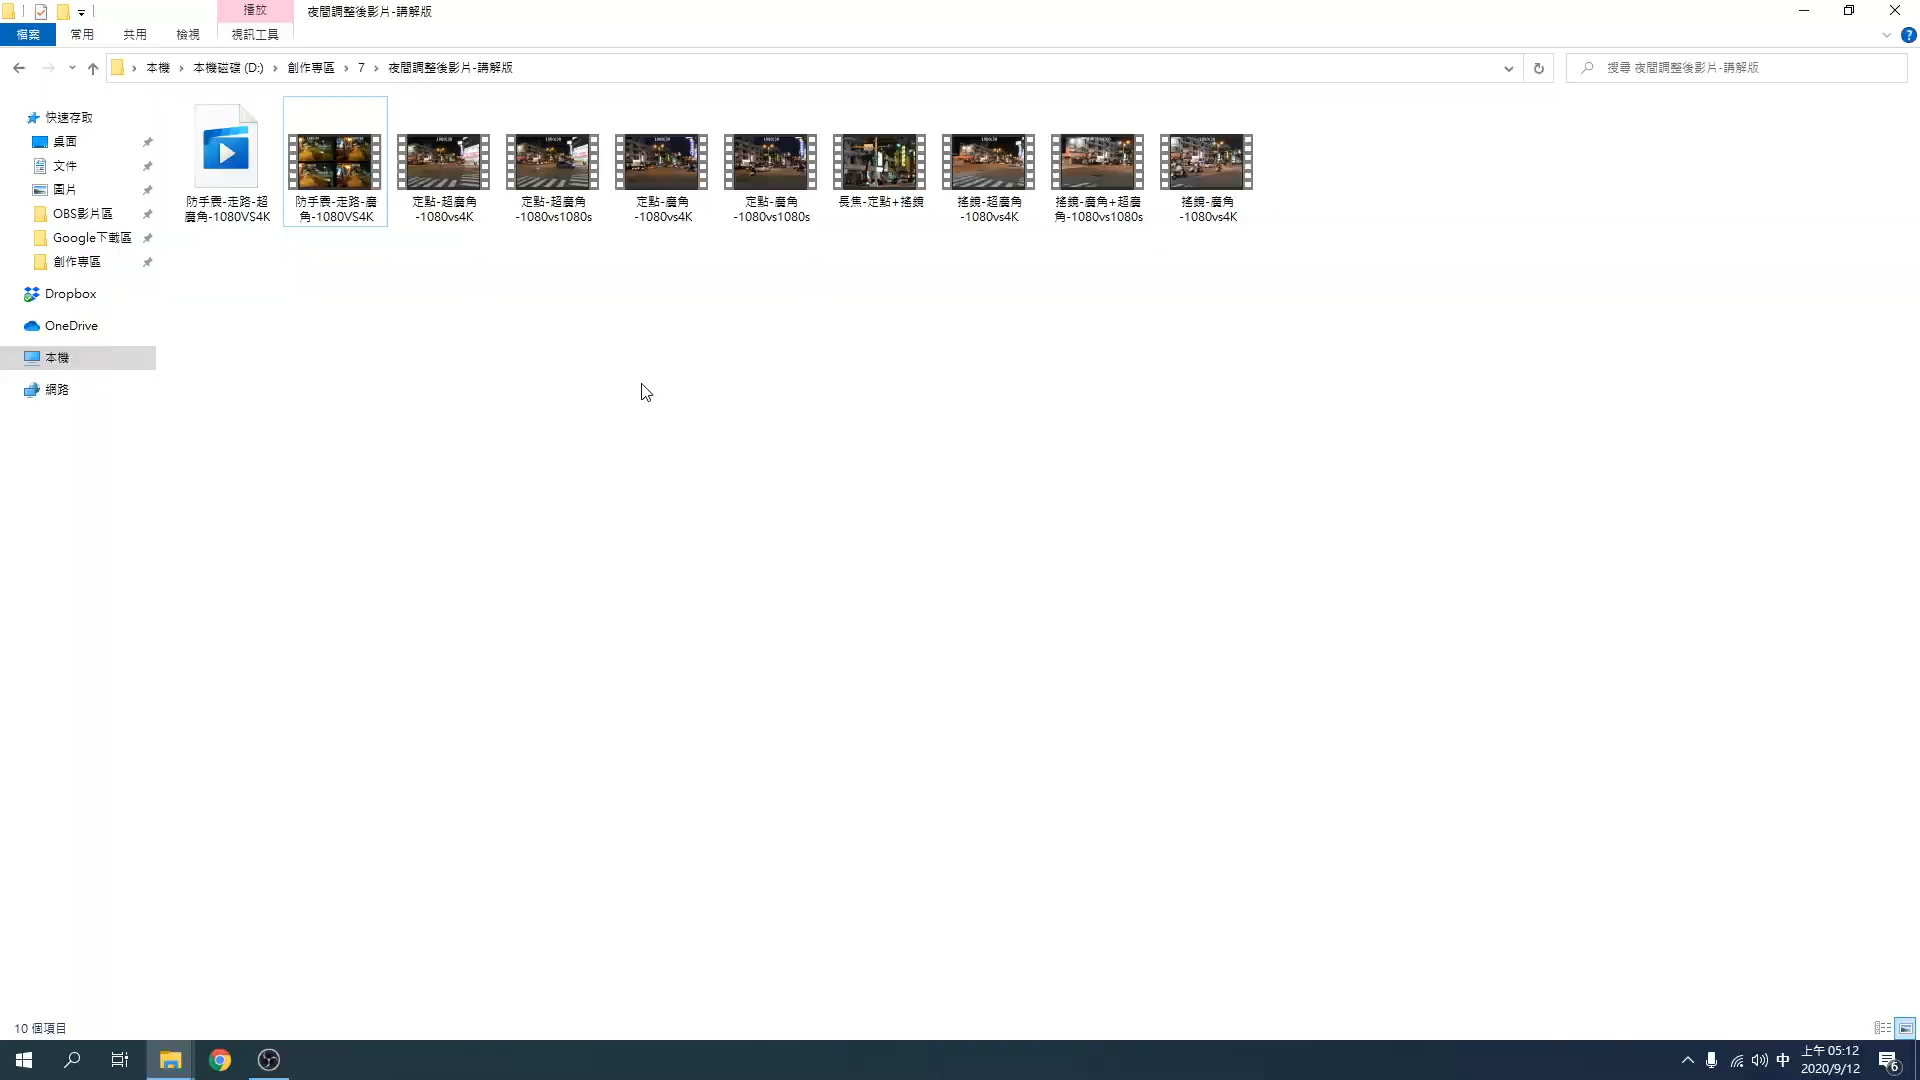 播放
夜間調整後影片-講解版
檔案
常用
共用
檢視
視訊工具
本機 › 本機磁碟 (D:) › 創作專區 › 7 › 夜間調整後影片-講解版
搜尋 夜間調整後影片-講解版
快速存取
桌面
文件
圖片
OBS影片區
Google下載區
創作專區
Dropbox
OneDrive
本機
網路
防手震-走路-超
廣角-1080VS4K
防手震-走路-廣
角-1080VS4K
定點-超廣角
-1080vs4K
定點-超廣角
-1080vs1080s
定點-廣角
-1080vs4K
定點-廣角
-1080vs1080s
長焦-定點+搖鏡
搖鏡-超廣角
-1080vs4K
搖鏡-廣角+超廣
角-1080vs1080s
搖鏡-廣角
-1080vs4K
10 個項目
中
上午 05:12
2020/9/12
6